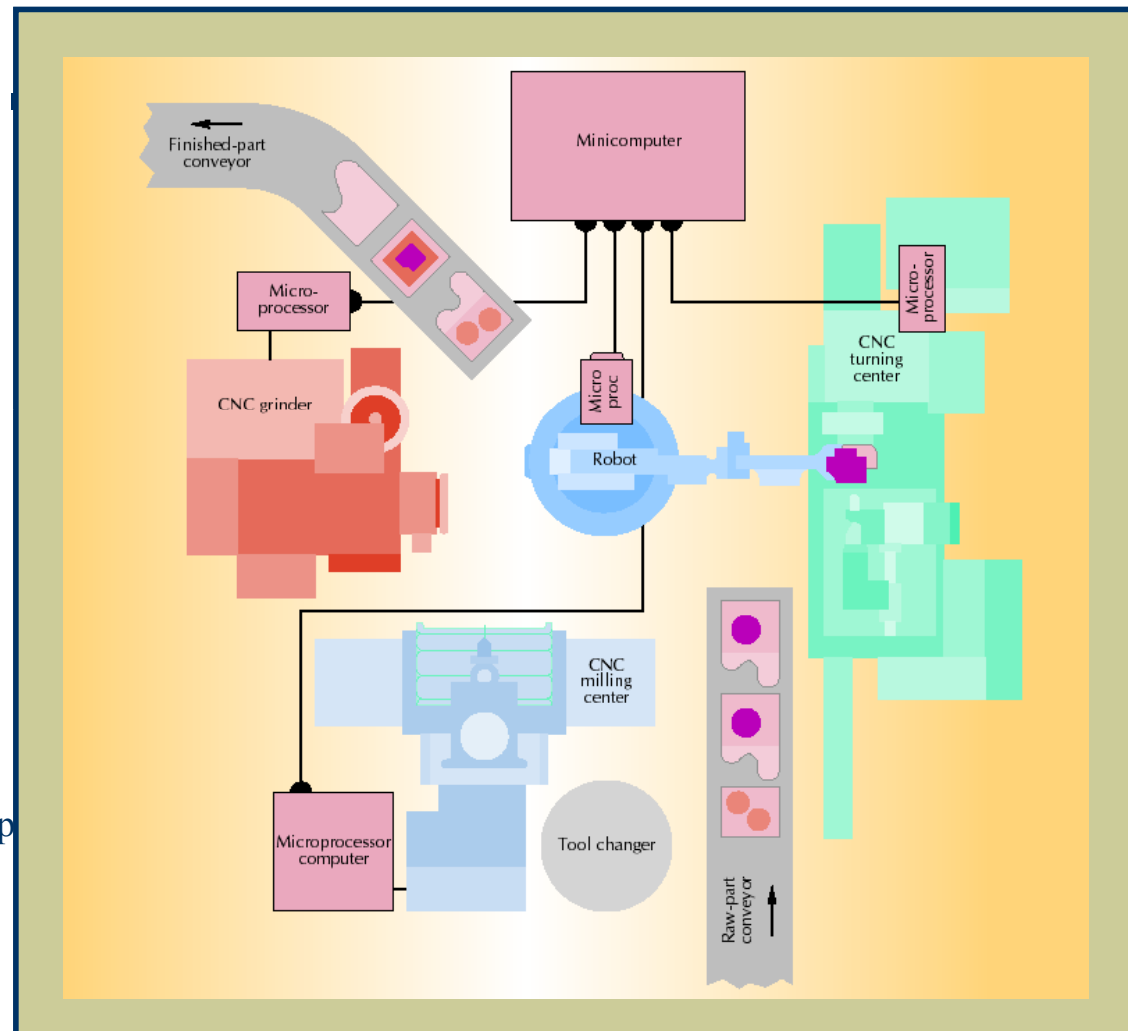 Minicomputer
Finished-part
conveyor
Micro-
processor
Micro-
processor
CNC
turning
center
Micro
proc
CNC grinder
Robot
CNC
milling
center
Microprocessor
computer
Tool changer
Raw-part
conveyor
p